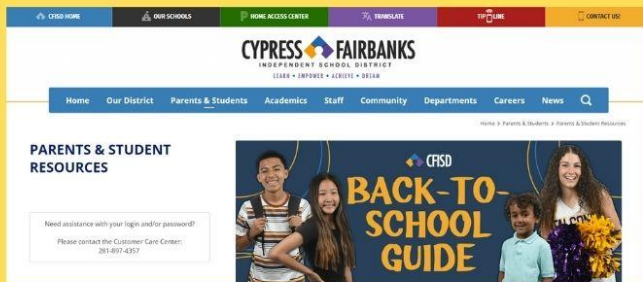 CFISD HOME
OUR SCHOOLS
HOME ACCESS CENTER
TRANSLATE
TIP LINE
CONTACT US!
CYPRESS FAIRBANKS
INDEPENDENT SCHOOL DISTRICT
LEARN • EMPOWER • ACHIEVE • DREAM
Home Our District Parents & Students Academics Staff Community Departments Careers News
Home > Parents & Students > Parents & Student Resources
PARENTS & STUDENT
RESOURCES
Need assistance with your login and/or password?
Please contact the Customer Care Center:
281-897-4357
CFISD
BACK-TO-
SCHOOL
GUIDE